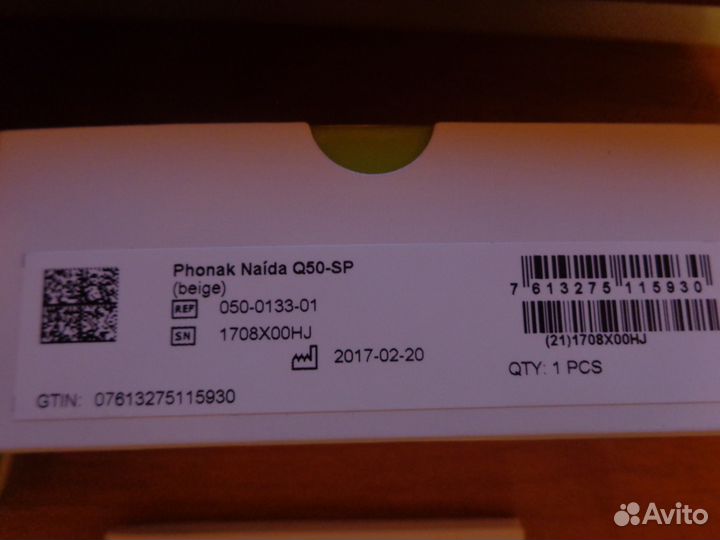 Phonak Naída Q50-SP
(beige)
REF 050-0133-01
SN 1708X00HJ
2017-02-20
GTIN: 07613275115930
7 613275 115930
(21)1708X00HJ
QTY: 1 PCS
Avito